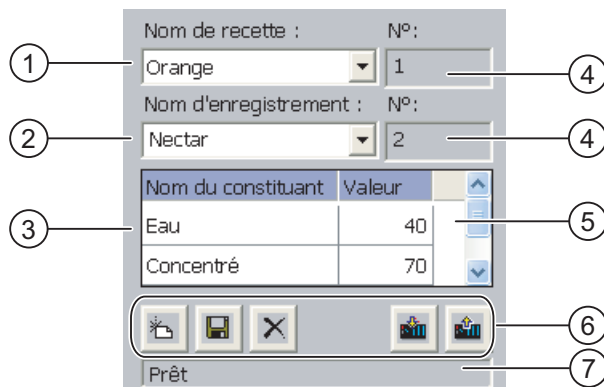 Nom de recette : Nº:
1 Orange 1 4
Nom d'enregistrement : Nº:
2 Nectar 2 4
Nom du constituant Valeur
3 Eau 40 5
Concentré 70
6
Prêt 7